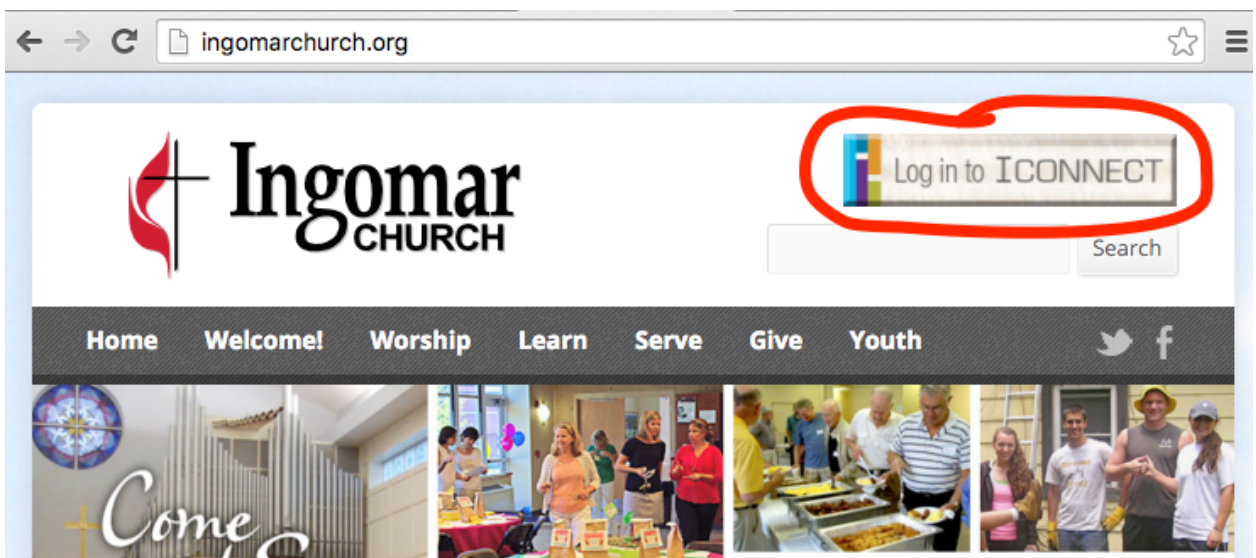 ingomarchurch.org
Log in to ICONNECT
Ingomar
CHURCH
Search
Home Welcome! Worship Learn Serve Give Youth
Come